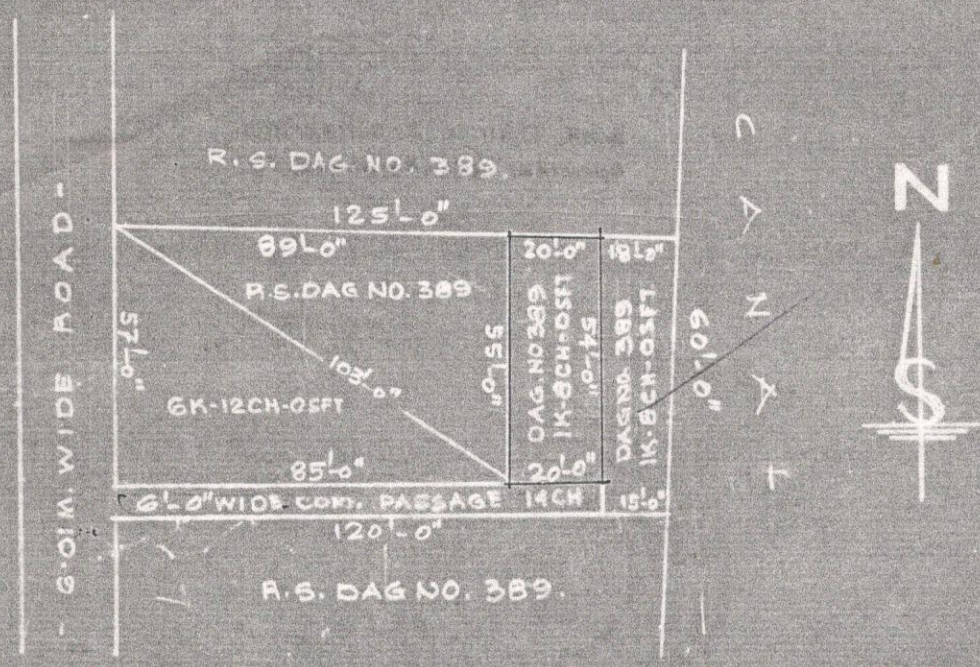 R.S. DAG NO. 389.
125'-0"
89'-0"
20'-0"
18'-0"
R.S. DAG NO. 389
103'-0"
57'-0"
55'-0"
DAG. NO 389
1K-8CH-0SFT
54'-0"
DAG NO. 389
1K-8CH-0SFT
60'-0"
6K-12CH-0SFT
85'-0"
20'-0"
6'-0" WIDE COM. PASSAGE
14CH
15'-0"
120'-0"
R.S. DAG NO. 389.
WIDE ROAD-
CANAL
N
S